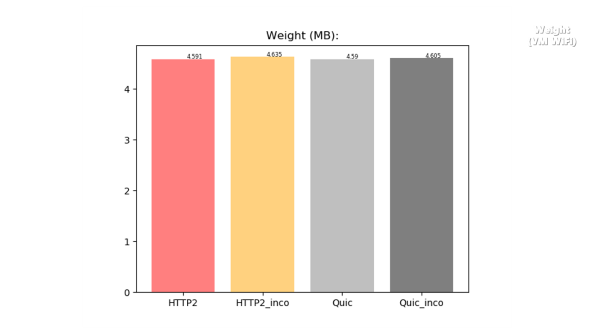 Weight (MB):
Weight
(VM WIFI)
4.591
4.635
4.59
4.605
4
3
2
1
0
HTTP2
HTTP2_inco
Quic
Quic_inco